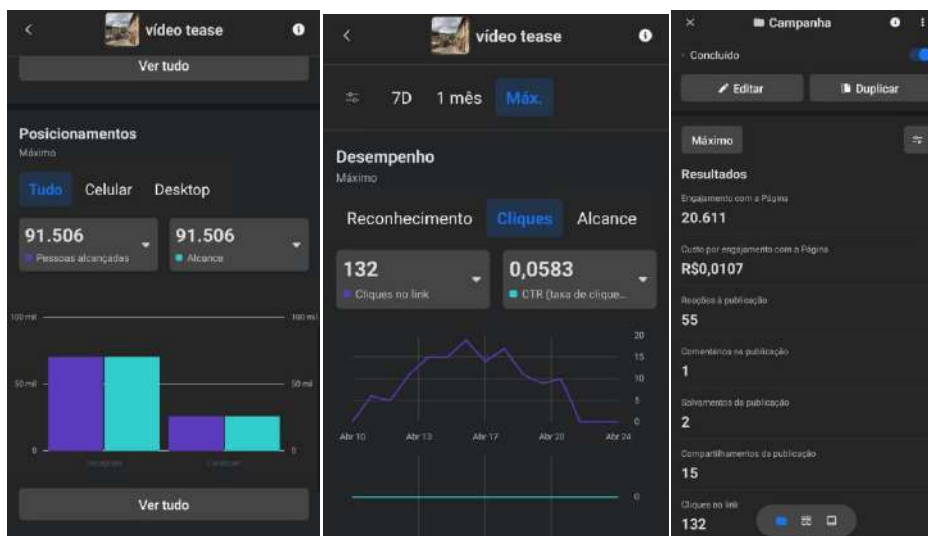 vídeo tease
Ver tudo
Posicionamentos
Máximo
Tudo Celular Desktop
91.506
Pessoas alcançadas
91.506
Alcance
100 mil
100 mil
50 mil
50 mil
0
0
Ver tudo
vídeo tease
7D 1 mês Máx.
Desempenho
Máximo
Reconhecimento Cliques Alcance
132
Cliques no link
0,0583
CTR (taxa de clique...
20
15
10
5
0
Abr 10 Abr 13 Abr 17 Abr 20 Abr 24
0
Campanha
Concluído
Editar Duplicar
Máximo
Resultados
Engajamento com a Página
20.611
Custo por engajamento com a Página
R$0,0107
Reações à publicação
55
Comentários na publicação
1
Salvamentos da publicação
2
Compartilhamentos da publicação
15
Cliques no link
132